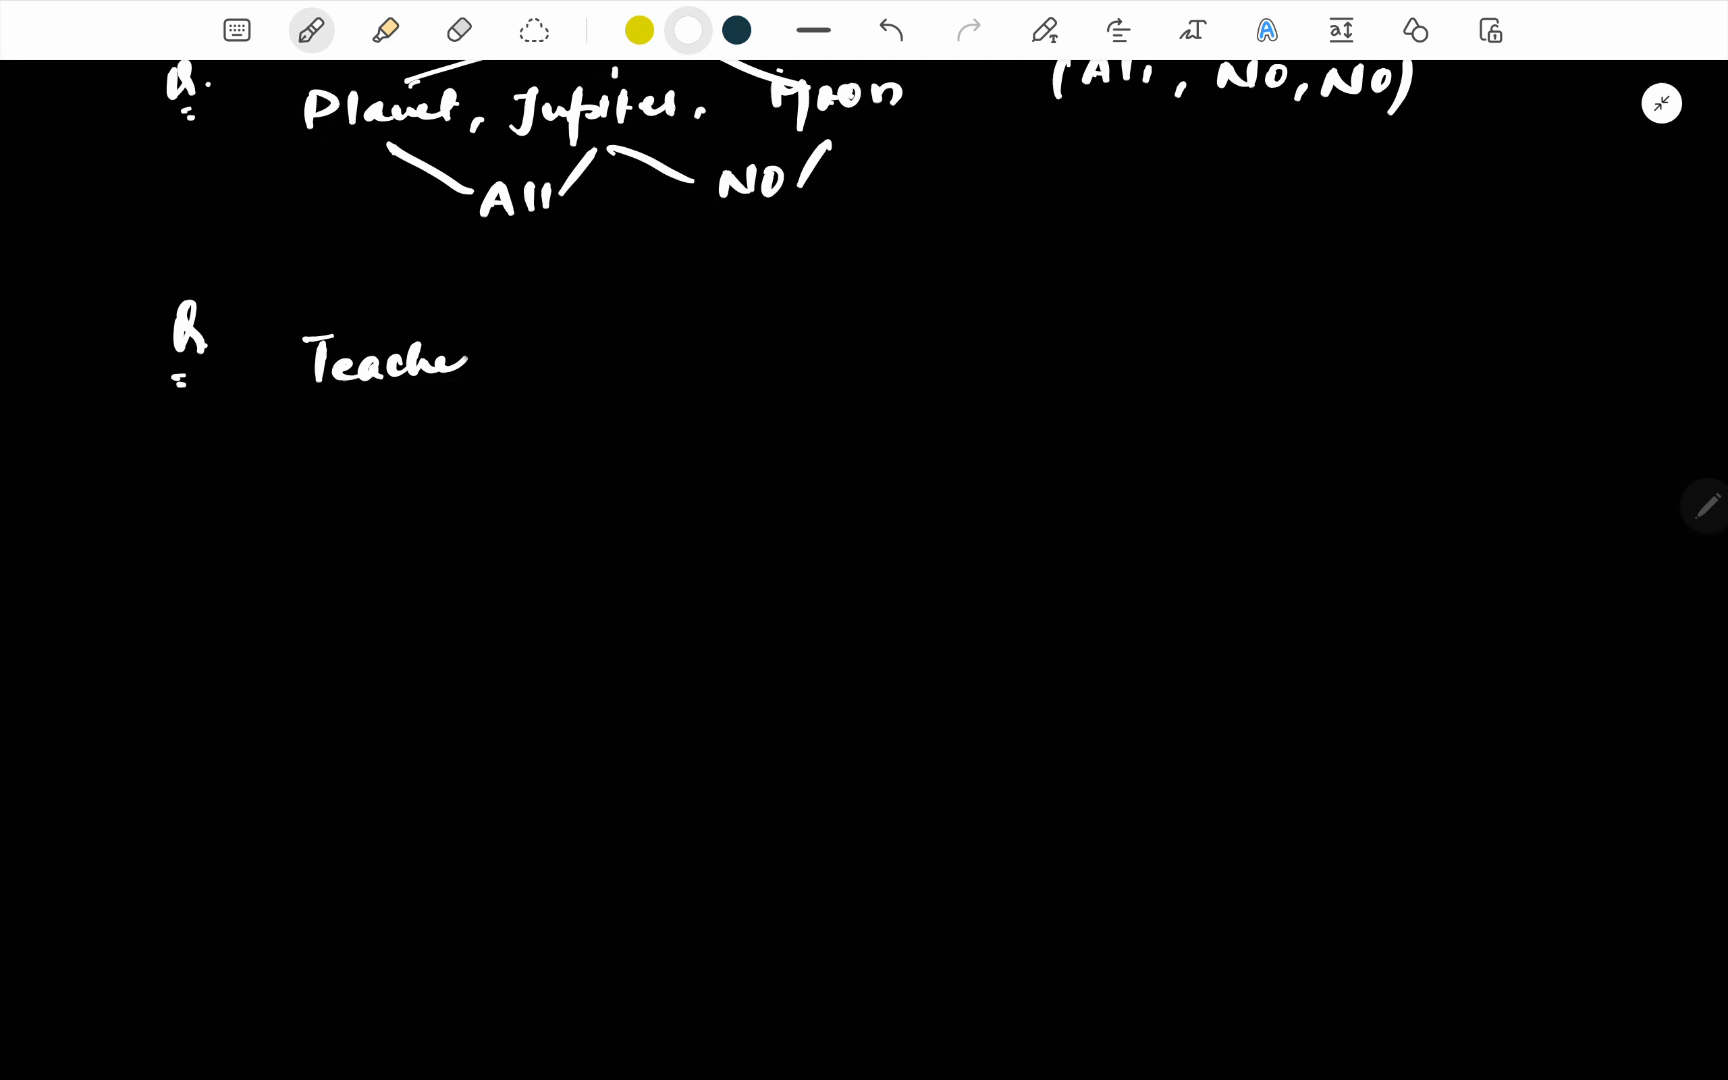 Q. Planet, Jupiter, Moon (All, No, No)
All No
Q Teache